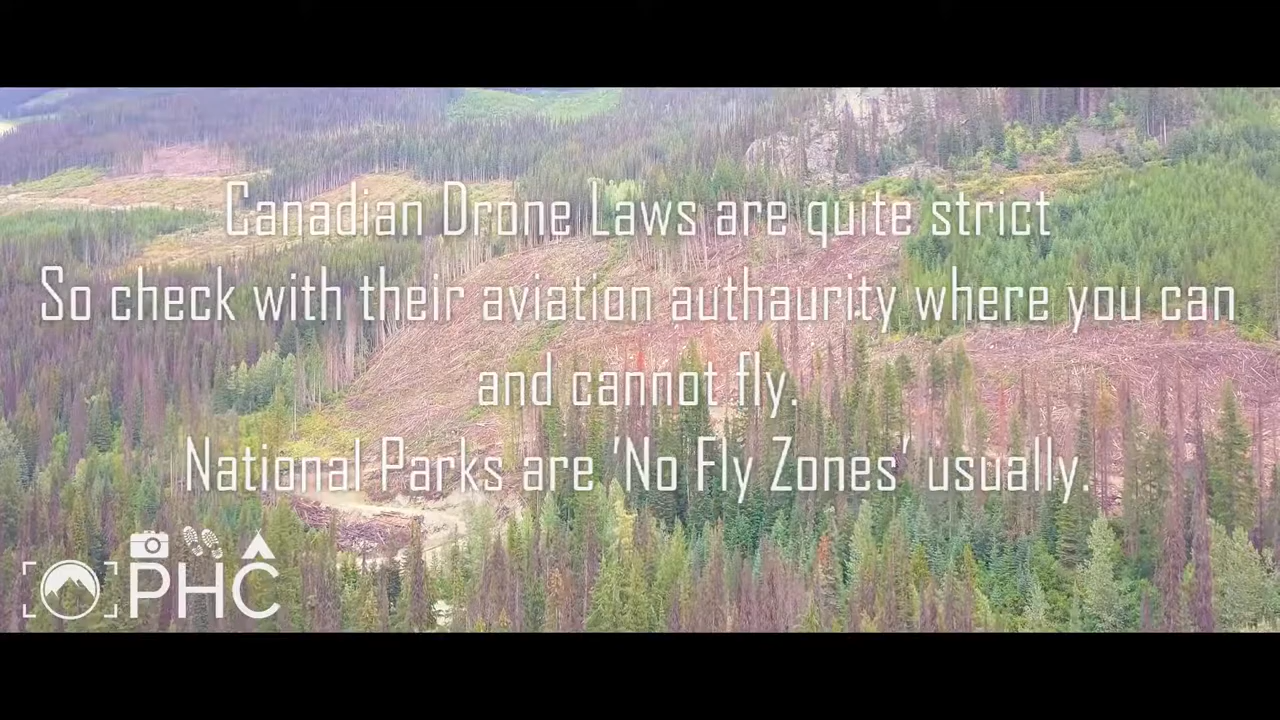 Canadian Drone Laws are quite strict
So check with their aviation authaurity where you can
and cannot fly.
National Parks are 'No Fly Zones' usually.
PHC